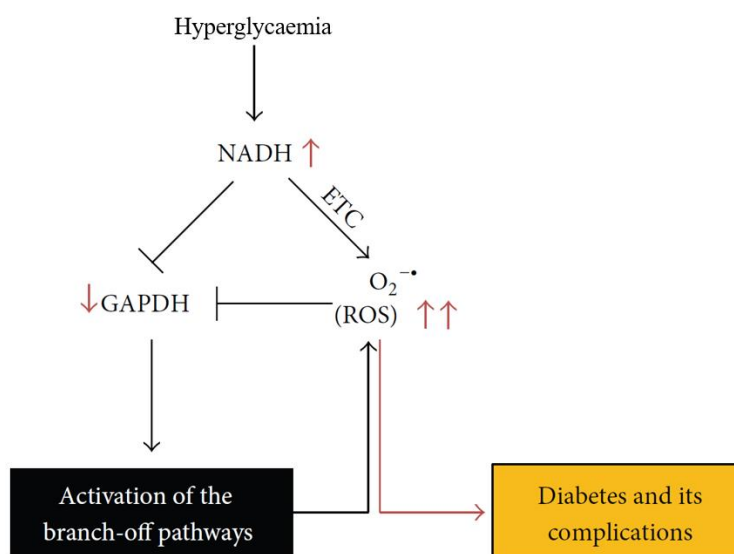 Hyperglycaemia
NADH ↑
ETC
O₂⁻•
↓ GAPDH
(ROS) ↑↑
Activation of the
branch-off pathways
Diabetes and its
complications